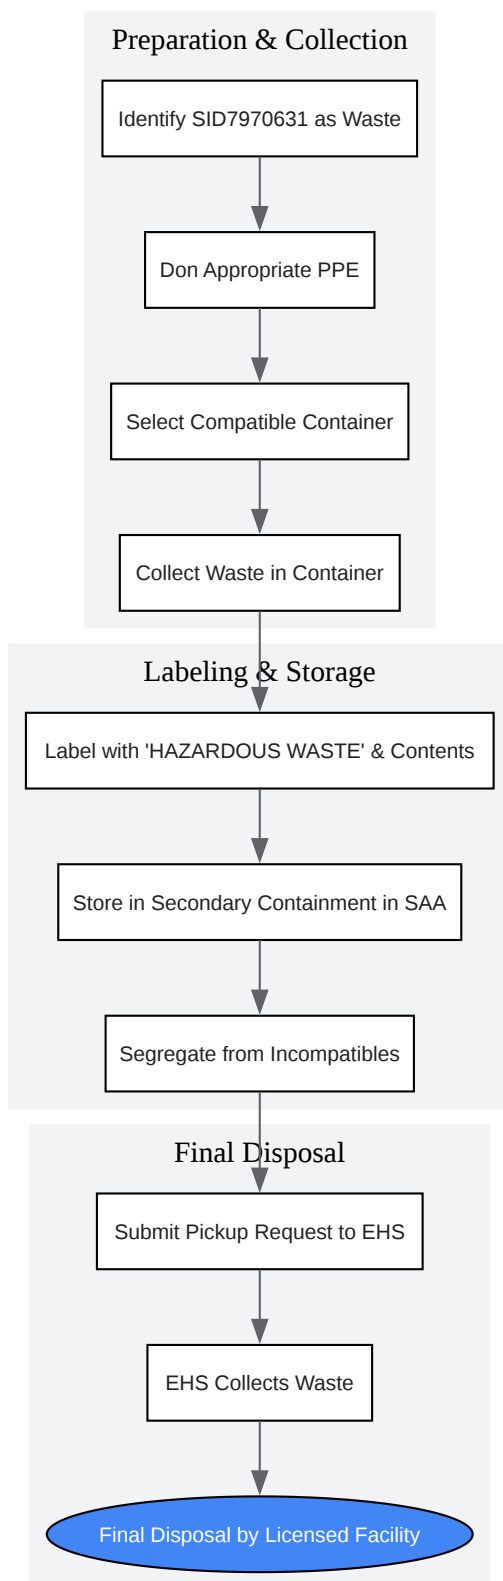 Preparation & Collection
Identify SID7970631 as Waste
Don Appropriate PPE
Select Compatible Container
Collect Waste in Container
Labeling & Storage
Label with 'HAZARDOUS WASTE' & Contents
Store in Secondary Containment in SAA
Segregate from Incompatibles
Final Disposal
Submit Pickup Request to EHS
EHS Collects Waste
Final Disposal by Licensed Facility